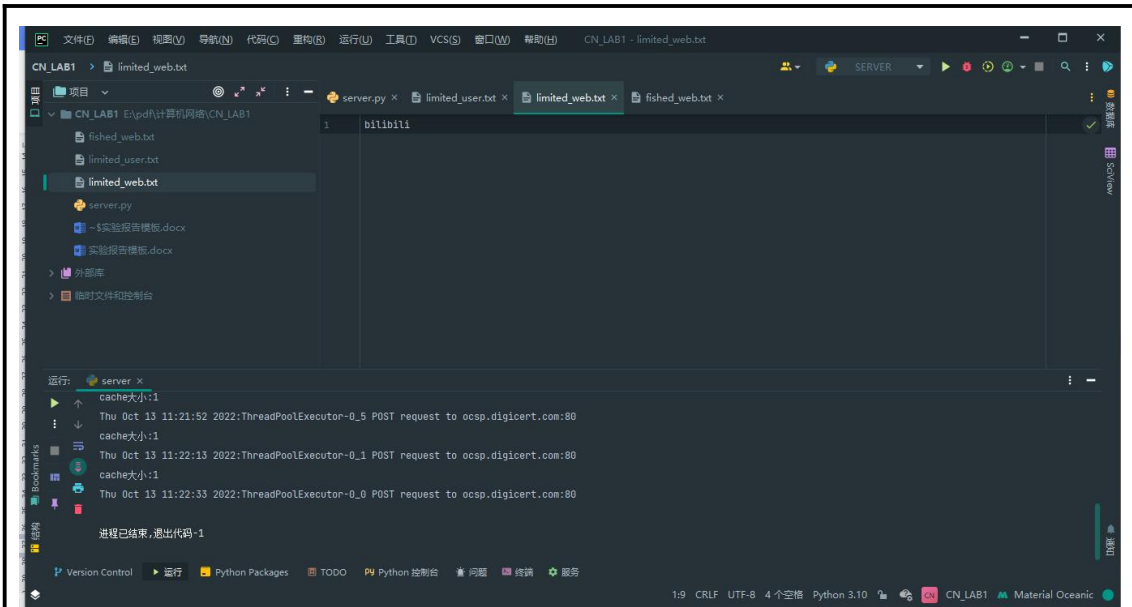 PC 文件(F) 编辑(E) 视图(V) 导航(N) 代码(C) 重构(R) 运行(U) 工具(T) VCS(S) 窗口(W) 帮助(H) CN_LAB1 - limited_web.txt
CN_LAB1 > limited_web.txt SERVER
项目 server.py × limited_user.txt × limited_web.txt × fished_web.txt ×
项目
数据库
SciView
CN_LAB1 E:\pdf\计算机网络\CN_LAB1
1 bilibili
fished_web.txt
limited_user.txt
limited_web.txt
server.py
~$实验报告模板.docx
实验报告模板.docx
外部库
临时文件和控制台
运行: server ×
cache大小:1
Thu Oct 13 11:21:52 2022:ThreadPoolExecutor-0_5 POST request to ocsp.digicert.com:80
cache大小:1
Thu Oct 13 11:22:13 2022:ThreadPoolExecutor-0_1 POST request to ocsp.digicert.com:80
cache大小:1
Thu Oct 13 11:22:33 2022:ThreadPoolExecutor-0_0 POST request to ocsp.digicert.com:80
进程已结束,退出代码-1
Bookmarks
结构
通知
Version Control 运行 Python Packages TODO Python 控制台 问题 终端 服务
1:9 CRLF UTF-8 4 个空格 Python 3.10 CN CN_LAB1 Material Oceanic